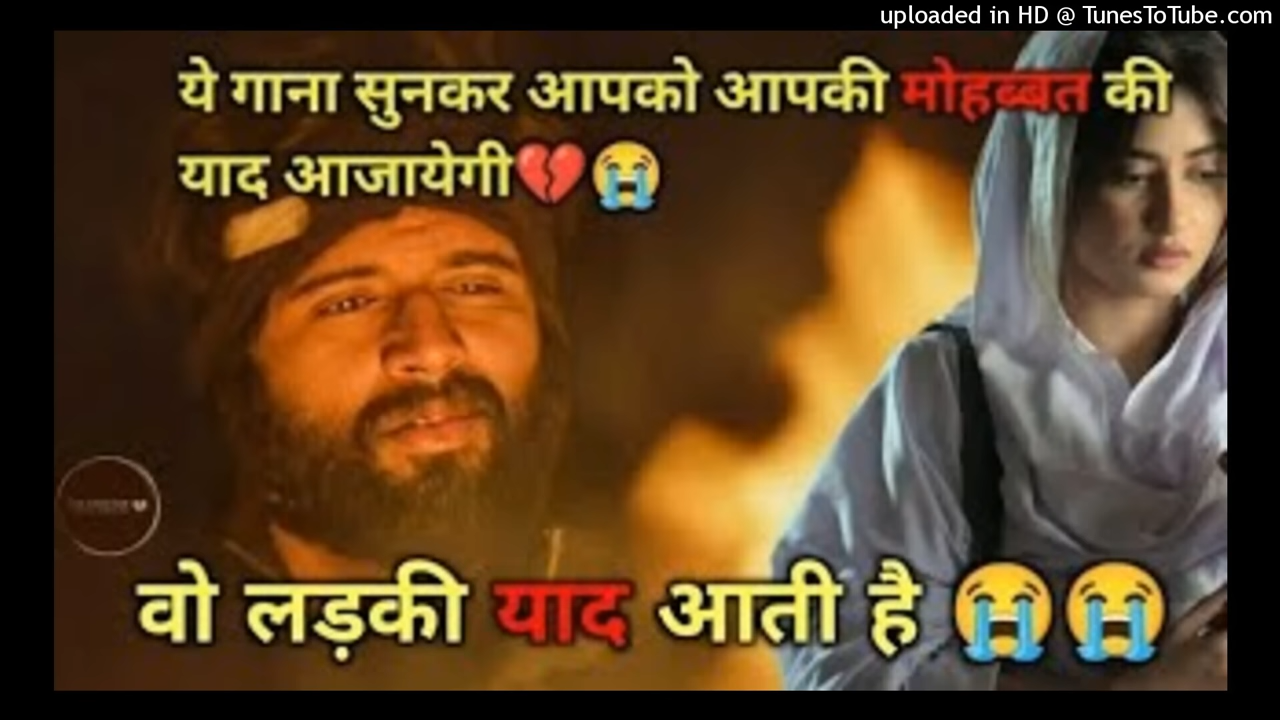 uploaded in HD @ TunesToTube.com
ये गाना सुनकर आपको आपकी मोहब्बत की
याद आजायेगी💔😭
वो लड़की याद आती है 😭😭